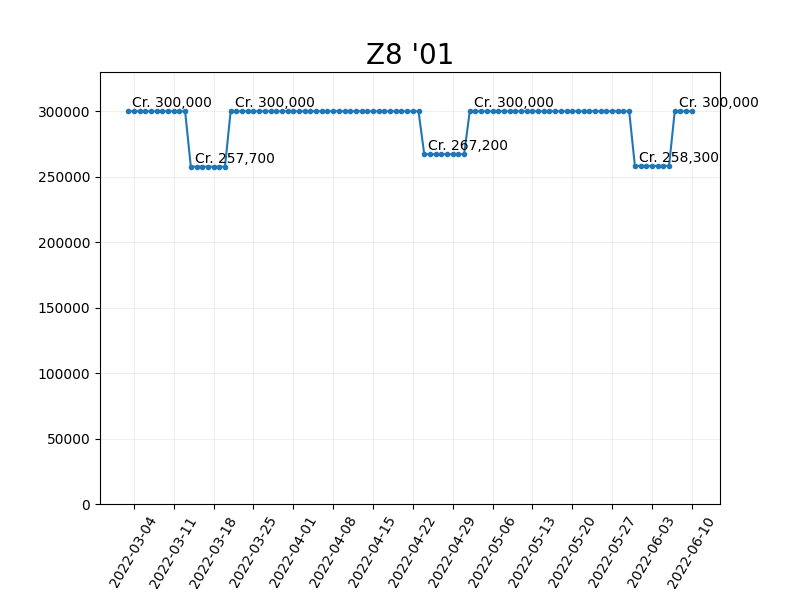 Z8 '01
Cr. 300,000
Cr. 300,000
Cr. 300,000
Cr. 300,000
Cr. 257,700
Cr. 267,200
Cr. 258,300
300000
250000
200000
150000
100000
50000
0
2022-03-04
2022-03-11
2022-03-18
2022-03-25
2022-04-01
2022-04-08
2022-04-15
2022-04-22
2022-04-29
2022-05-06
2022-05-13
2022-05-20
2022-05-27
2022-06-03
2022-06-10